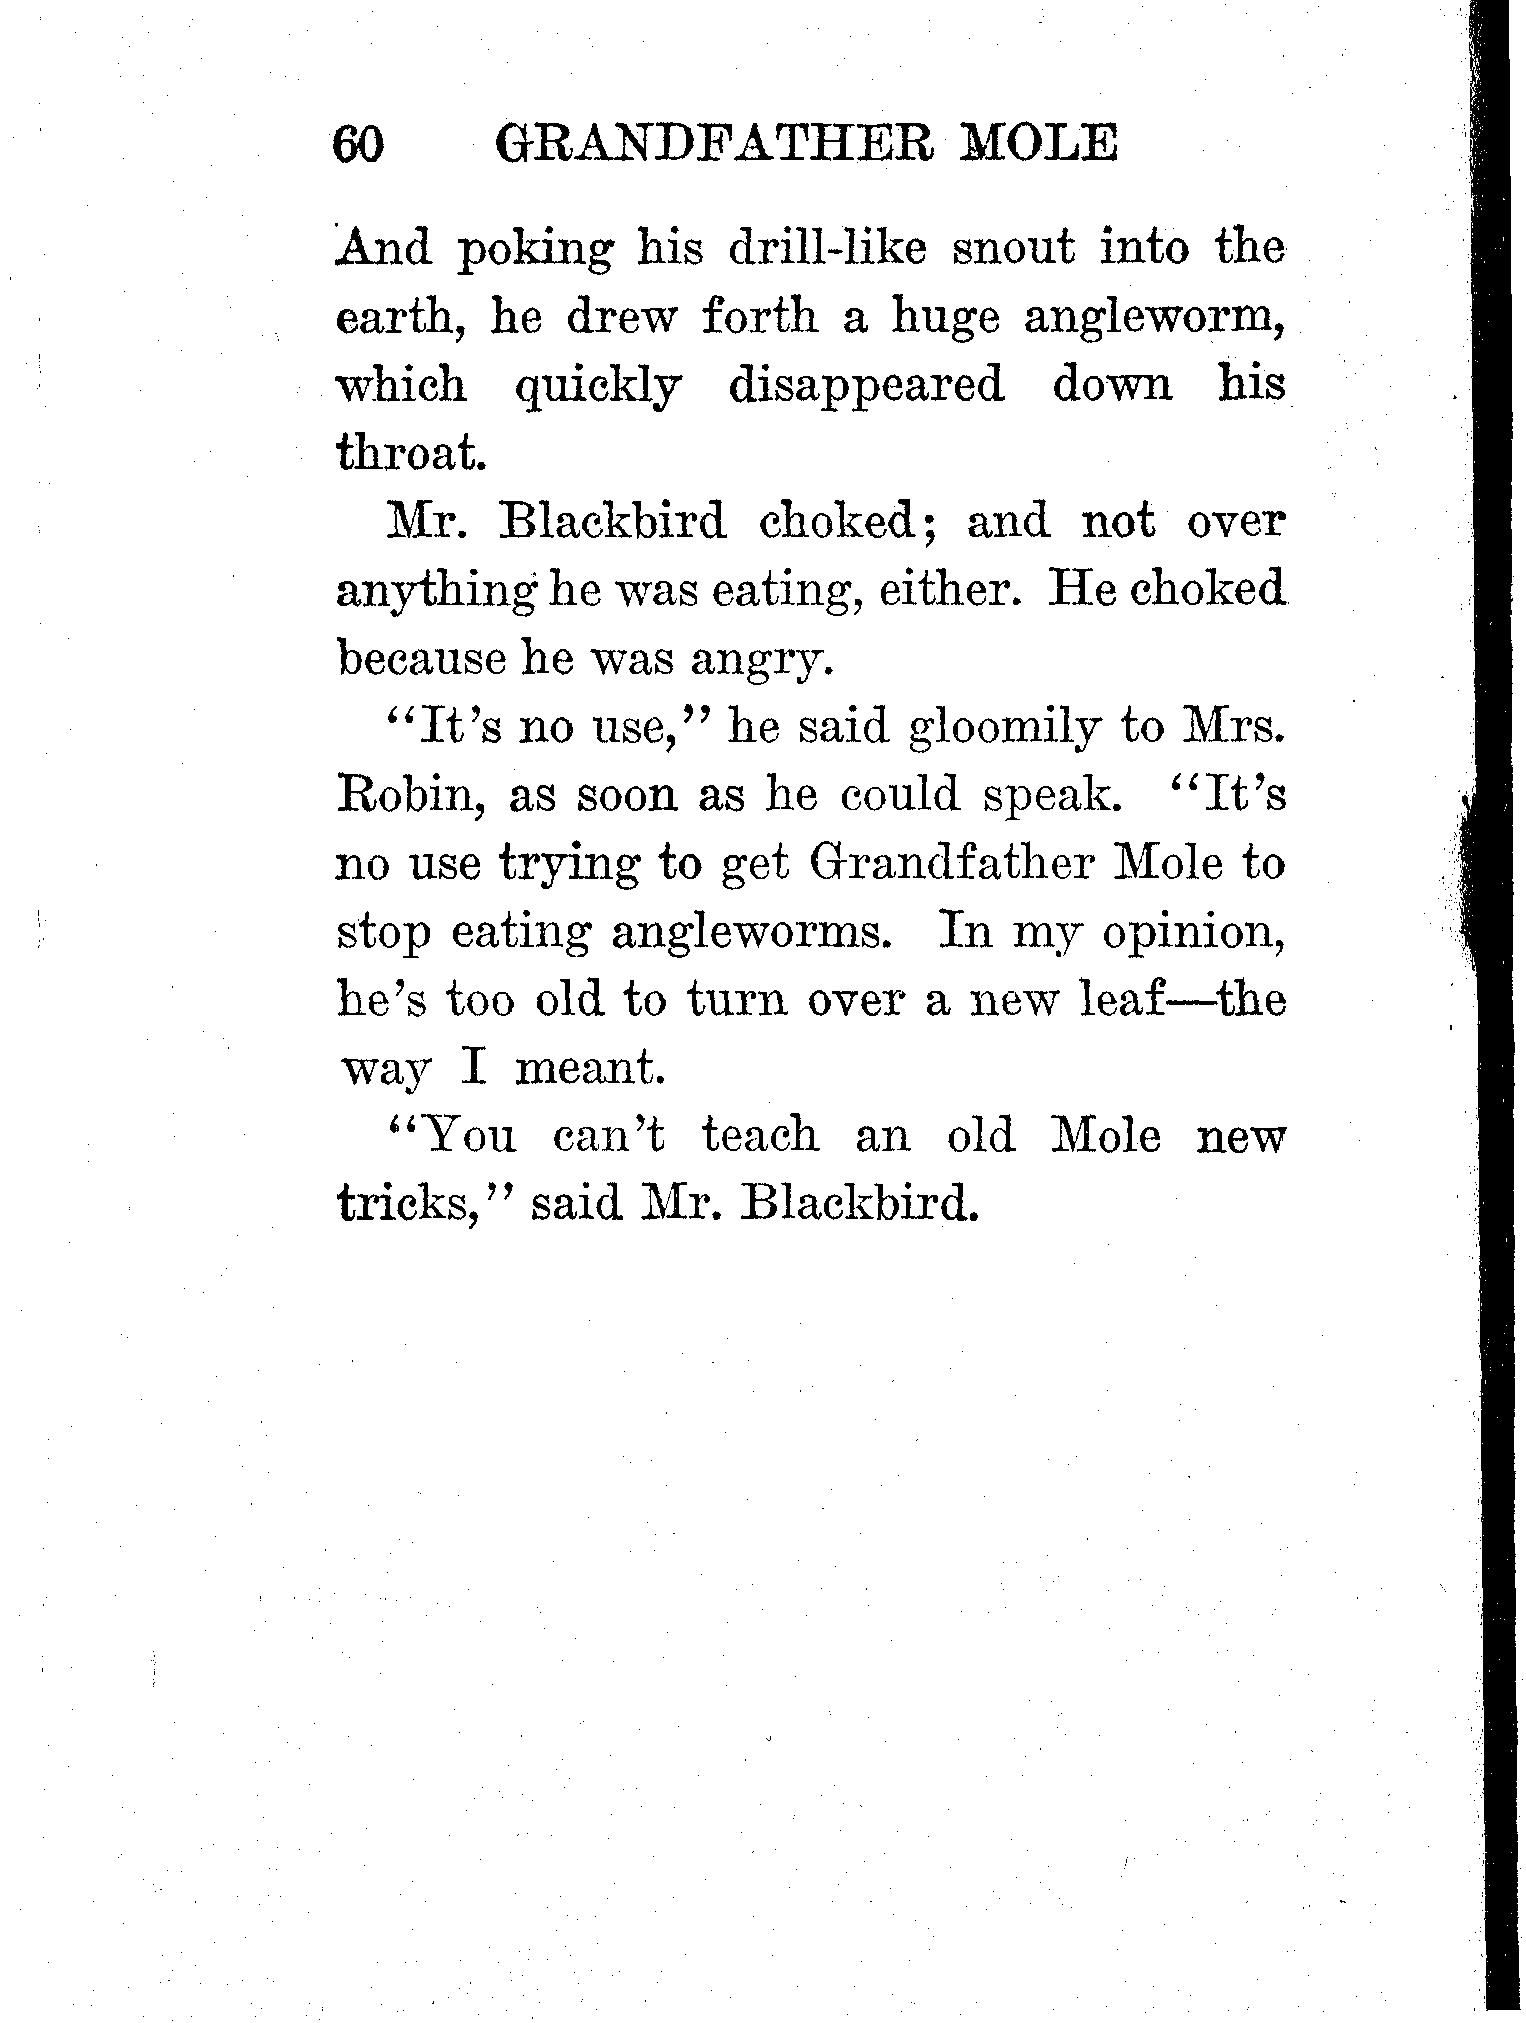 60 GRANDFATHER MOLE
And poking his drill-like snout into the
earth, he drew forth a huge angleworm,
which quickly disappeared down his
throat.
Mr. Blackbird choked; and not over
anything he was eating, either. He choked
because he was angry.
"It's no use," he said gloomily to Mrs.
Robin, as soon as he could speak. "It's
no use trying to get Grandfather Mole to
stop eating angleworms. In my opinion,
he's too old to turn over a new leaf—the
way I meant.
"You can't teach an old Mole new
tricks," said Mr. Blackbird.